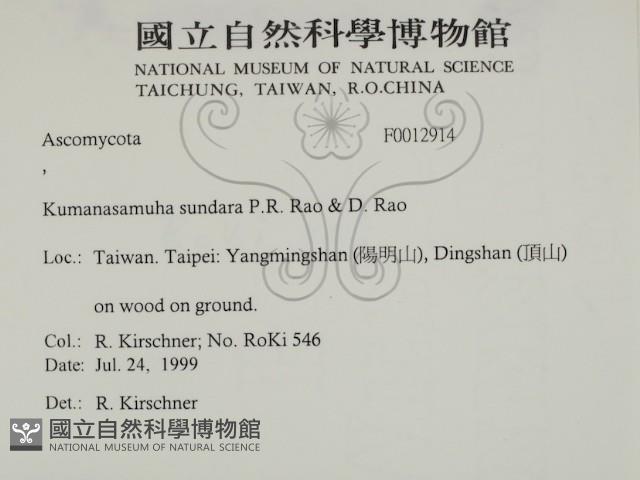 國立自然科學博物館
NATIONAL MUSEUM OF NATURAL SCIENCE
TAICHUNG, TAIWAN, R.O.CHINA
Ascomycota F0012914
,
Kumanasamuha sundara P.R. Rao & D. Rao
Loc.: Taiwan. Taipei: Yangmingshan (陽明山), Dingshan (頂山)
on wood on ground.
Col.: R. Kirschner; No. RoKi 546
Date: Jul. 24, 1999
Det.: R. Kirschner
國立自然科學博物館
NATIONAL MUSEUM OF NATURAL SCIENCE